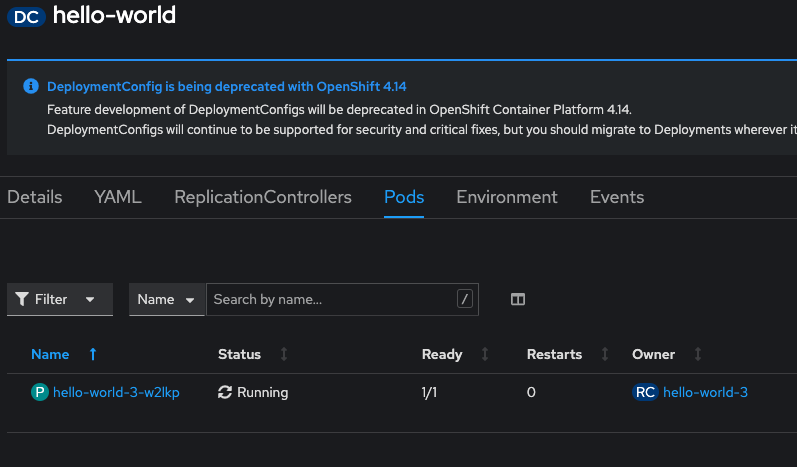 DC hello-world
DeploymentConfig is being deprecated with OpenShift 4.14
Feature development of DeploymentConfigs will be deprecated in OpenShift Container Platform 4.14.
DeploymentConfigs will continue to be supported for security and critical fixes, but you should migrate to Deployments wherever it
Details YAML ReplicationControllers Pods Environment Events
Filter Name Search by name... /
Name Status Ready Restarts Owner
P hello-world-3-w2lkp Running 1/1 0 RC hello-world-3